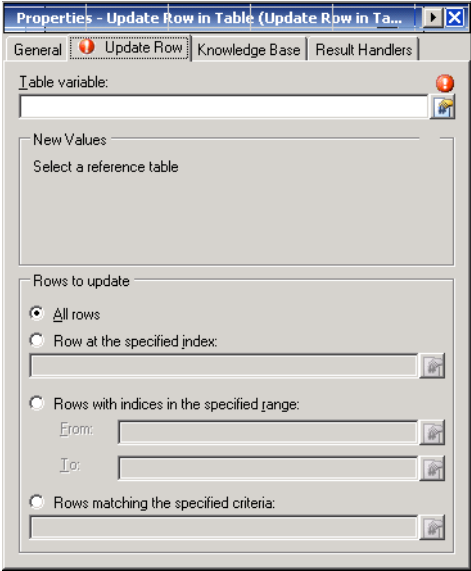 Properties - Update Row in Table (Update Row in Ta...
General
Update Row
Knowledge Base
Result Handlers
Table variable:
New Values
Select a reference table
Rows to update
All rows
Row at the specified index:
Rows with indices in the specified range:
From:
To:
Rows matching the specified criteria: